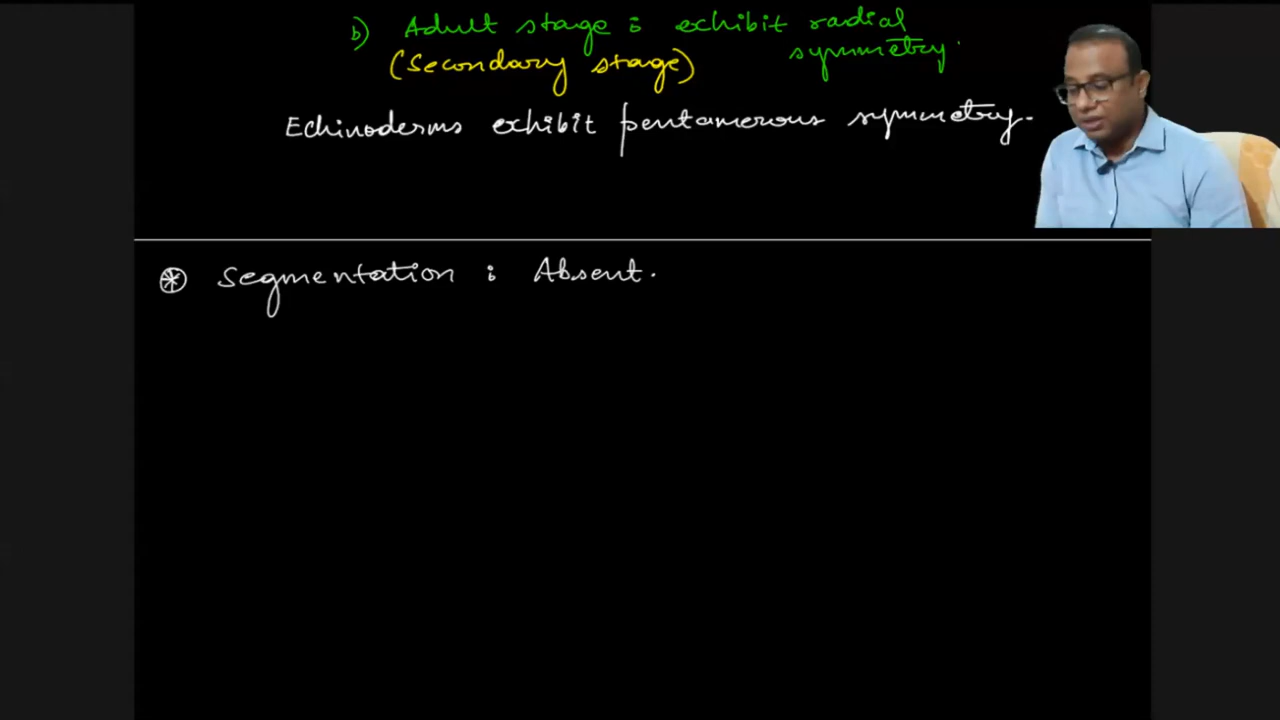 b) Adult stage : exhibit radial
symmetry.
(Secondary stage)
Echinoderms exhibit pentamerous symmetry.
* Segmentation : Absent.